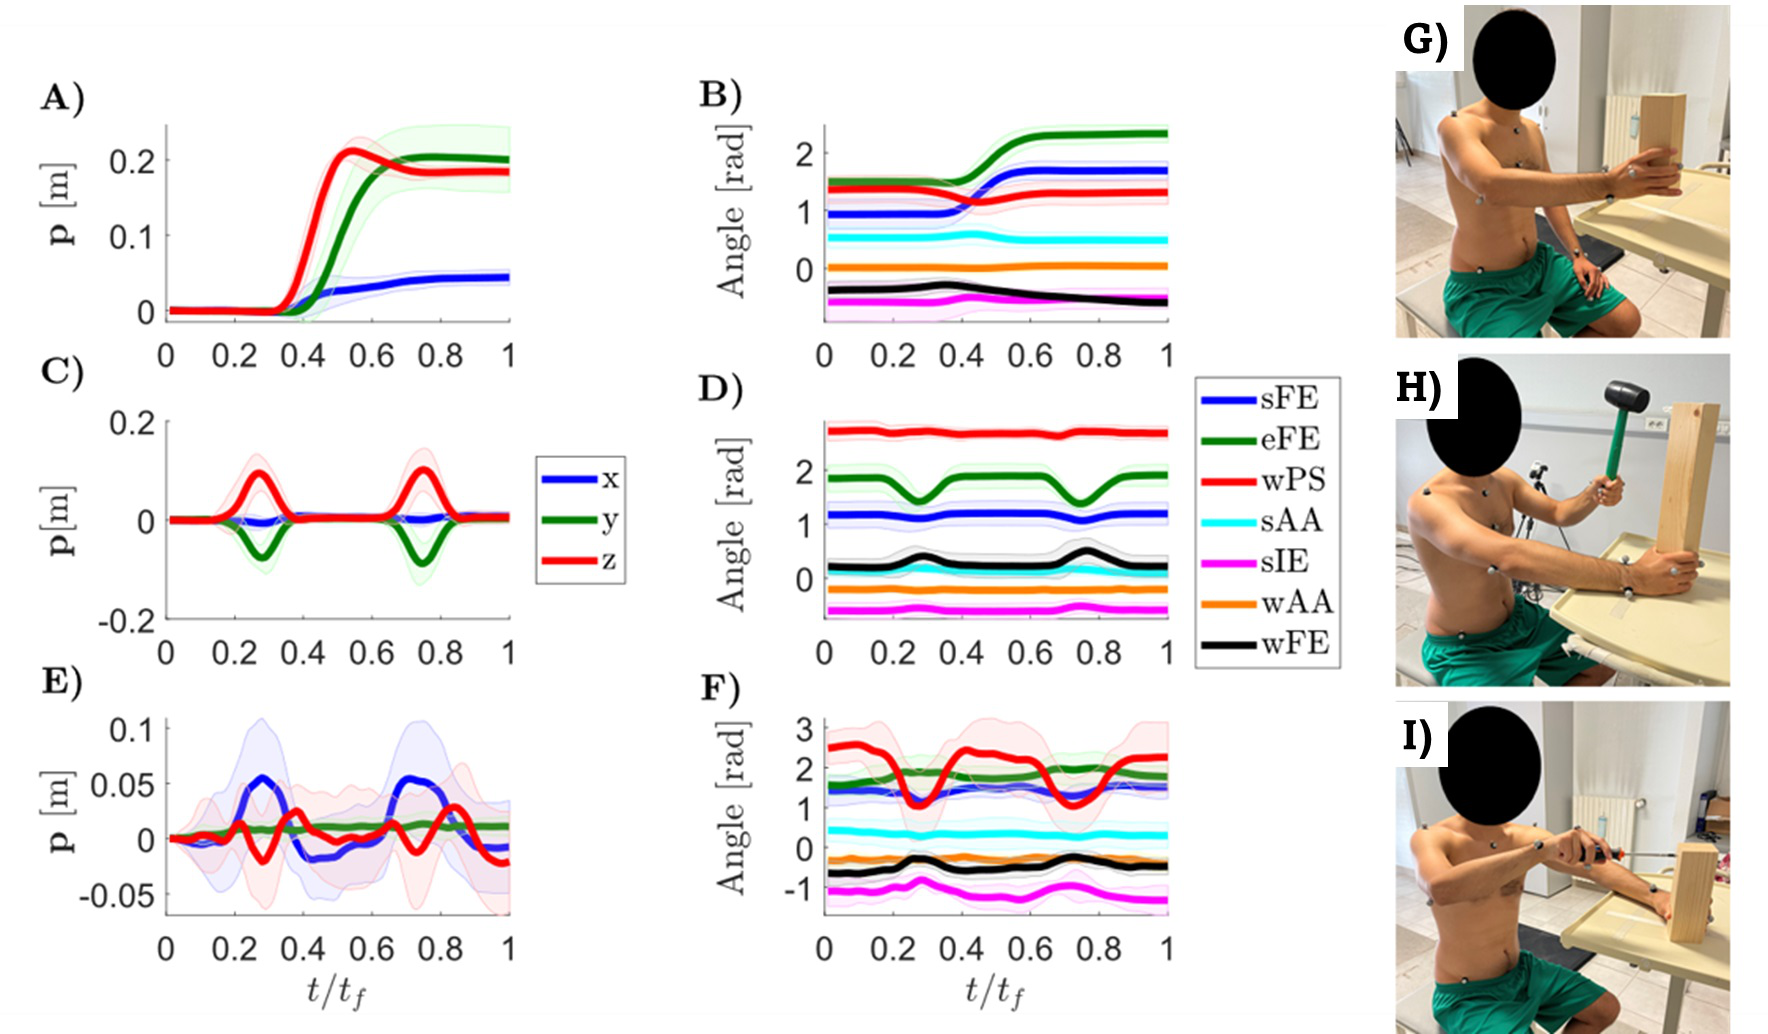 A)
p [m]
0.2
0.1
0
0 0.2 0.4 0.6 0.8 1
B)
Angle [rad]
2
1
0
0 0.2 0.4 0.6 0.8 1
G)
C)
p[m]
0.2
0
-0.2
0 0.2 0.4 0.6 0.8 1
x
y
z
D)
Angle [rad]
2
1
0
0 0.2 0.4 0.6 0.8 1
sFE
eFE
wPS
sAA
sIE
wAA
wFE
H)
E)
p [m]
0.1
0.05
0
-0.05
0 0.2 0.4 0.6 0.8 1
t/t_f
F)
Angle [rad]
3
2
1
0
-1
0 0.2 0.4 0.6 0.8 1
t/t_f
I)